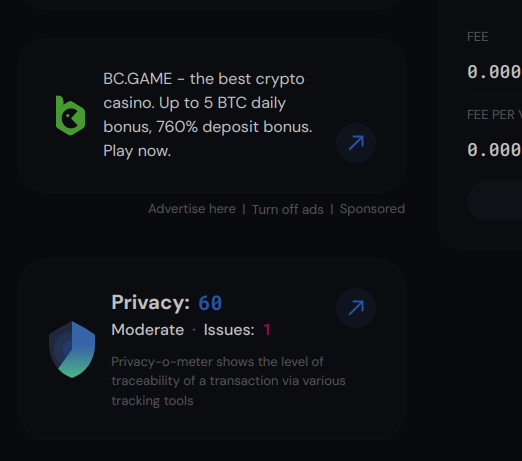 BC.GAME - the best crypto
casino. Up to 5 BTC daily
bonus, 760% deposit bonus.
Play now.
Advertise here | Turn off ads | Sponsored
Privacy: 60
Moderate · Issues: 1
Privacy-o-meter shows the level of
traceability of a transaction via various
tracking tools
FEE
0.000
FEE PER
0.000